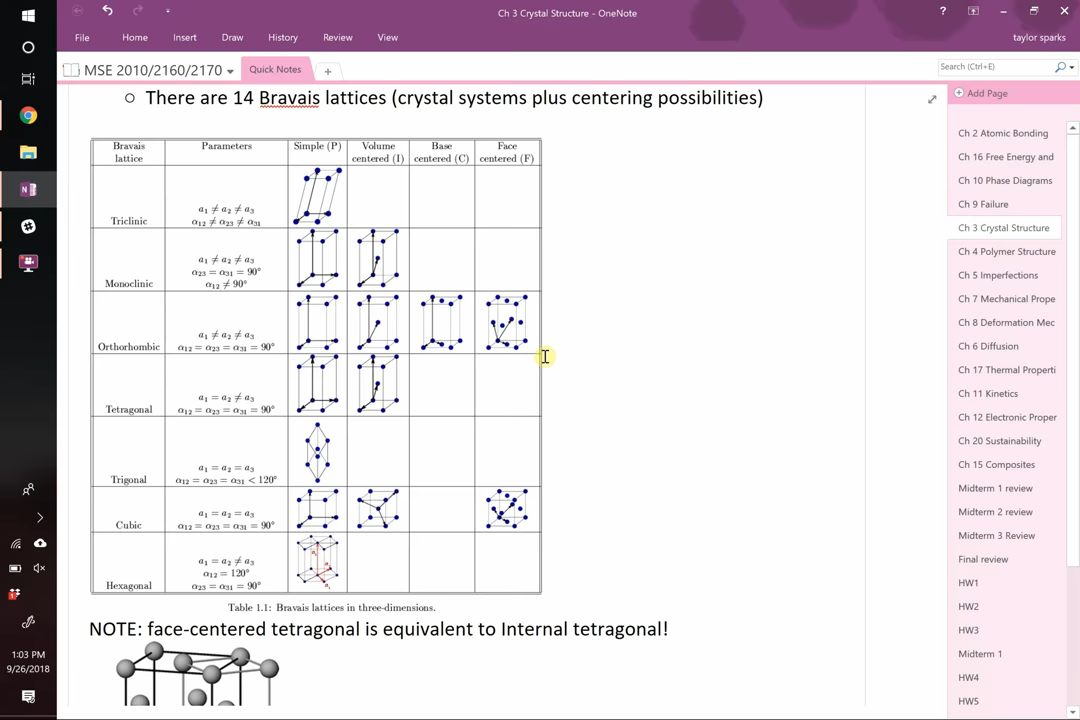 Ch 3 Crystal Structure - OneNote
?
File Home Insert Draw History Review View
taylor sparks
MSE 2010/2160/2170
Quick Notes
+
Search (Ctrl+E)
○ There are 14 Bravais lattices (crystal systems plus centering possibilities)
Bravais lattice
Parameters
Simple (P)
Volume centered (I)
Base centered (C)
Face centered (F)
Triclinic
a₁ ≠ a₂ ≠ a₃
α₁₂ ≠ α₂₃ ≠ α₃₁
Monoclinic
a₁ ≠ a₂ ≠ a₃
α₂₃ = α₃₁ = 90°
α₁₂ ≠ 90°
Orthorhombic
a₁ ≠ a₂ ≠ a₃
α₁₂ = α₂₃ = α₃₁ = 90°
Tetragonal
a₁ = a₂ ≠ a₃
α₁₂ = α₂₃ = α₃₁ = 90°
Trigonal
a₁ = a₂ = a₃
α₁₂ = α₂₃ = α₃₁ < 120°
Cubic
a₁ = a₂ = a₃
α₁₂ = α₂₃ = α₃₁ = 90°
Hexagonal
a₁ = a₂ ≠ a₃
α₁₂ = 120°
α₂₃ = α₃₁ = 90°
Table 1.1: Bravais lattices in three-dimensions.
NOTE: face-centered tetragonal is equivalent to Internal tetragonal!
Add Page
Ch 2 Atomic Bonding
Ch 16 Free Energy and
Ch 10 Phase Diagrams
Ch 9 Failure
Ch 3 Crystal Structure
Ch 4 Polymer Structure
Ch 5 Imperfections
Ch 7 Mechanical Prope
Ch 8 Deformation Mec
Ch 6 Diffusion
Ch 17 Thermal Properti
Ch 11 Kinetics
Ch 12 Electronic Proper
Ch 20 Sustainability
Ch 15 Composites
Midterm 1 review
Midterm 2 review
Midterm 3 Review
Final review
HW1
HW2
HW3
Midterm 1
HW4
HW5
1:03 PM
9/26/2018